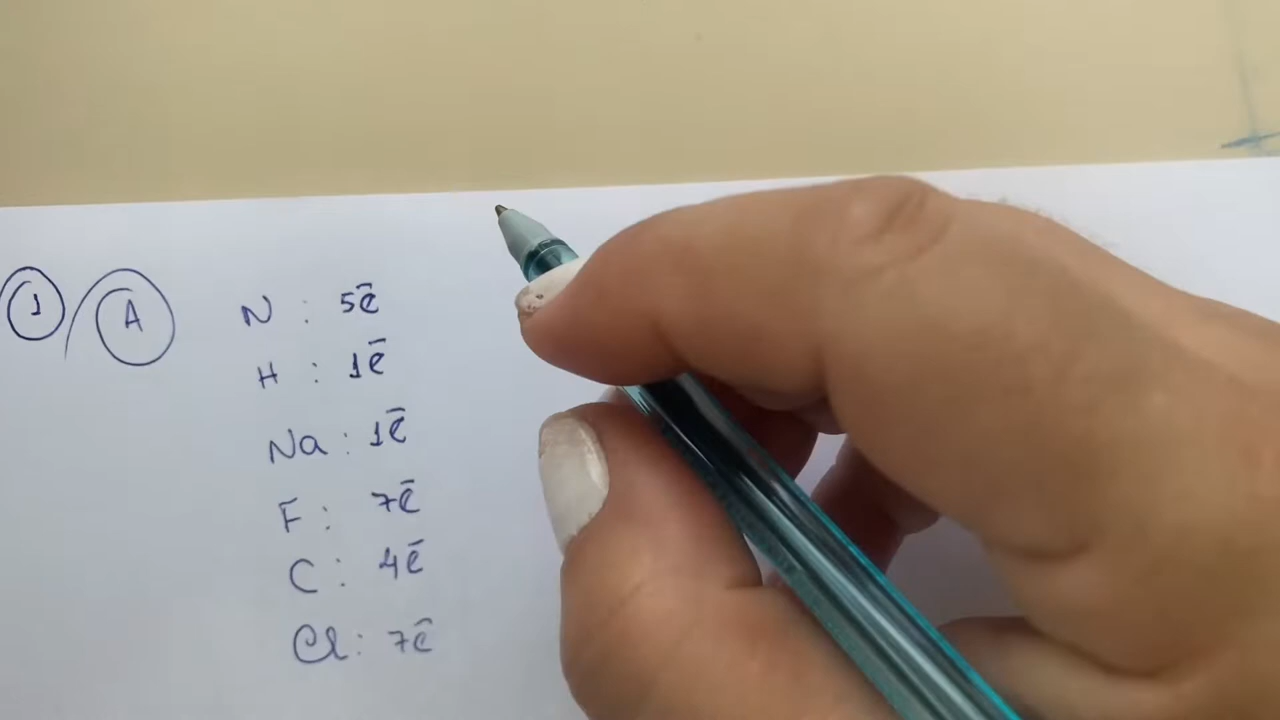 1 A N : 5ē
H : 1ē
Na : 1ē
F : 7ē
C : 4ē
Cl : 7ē